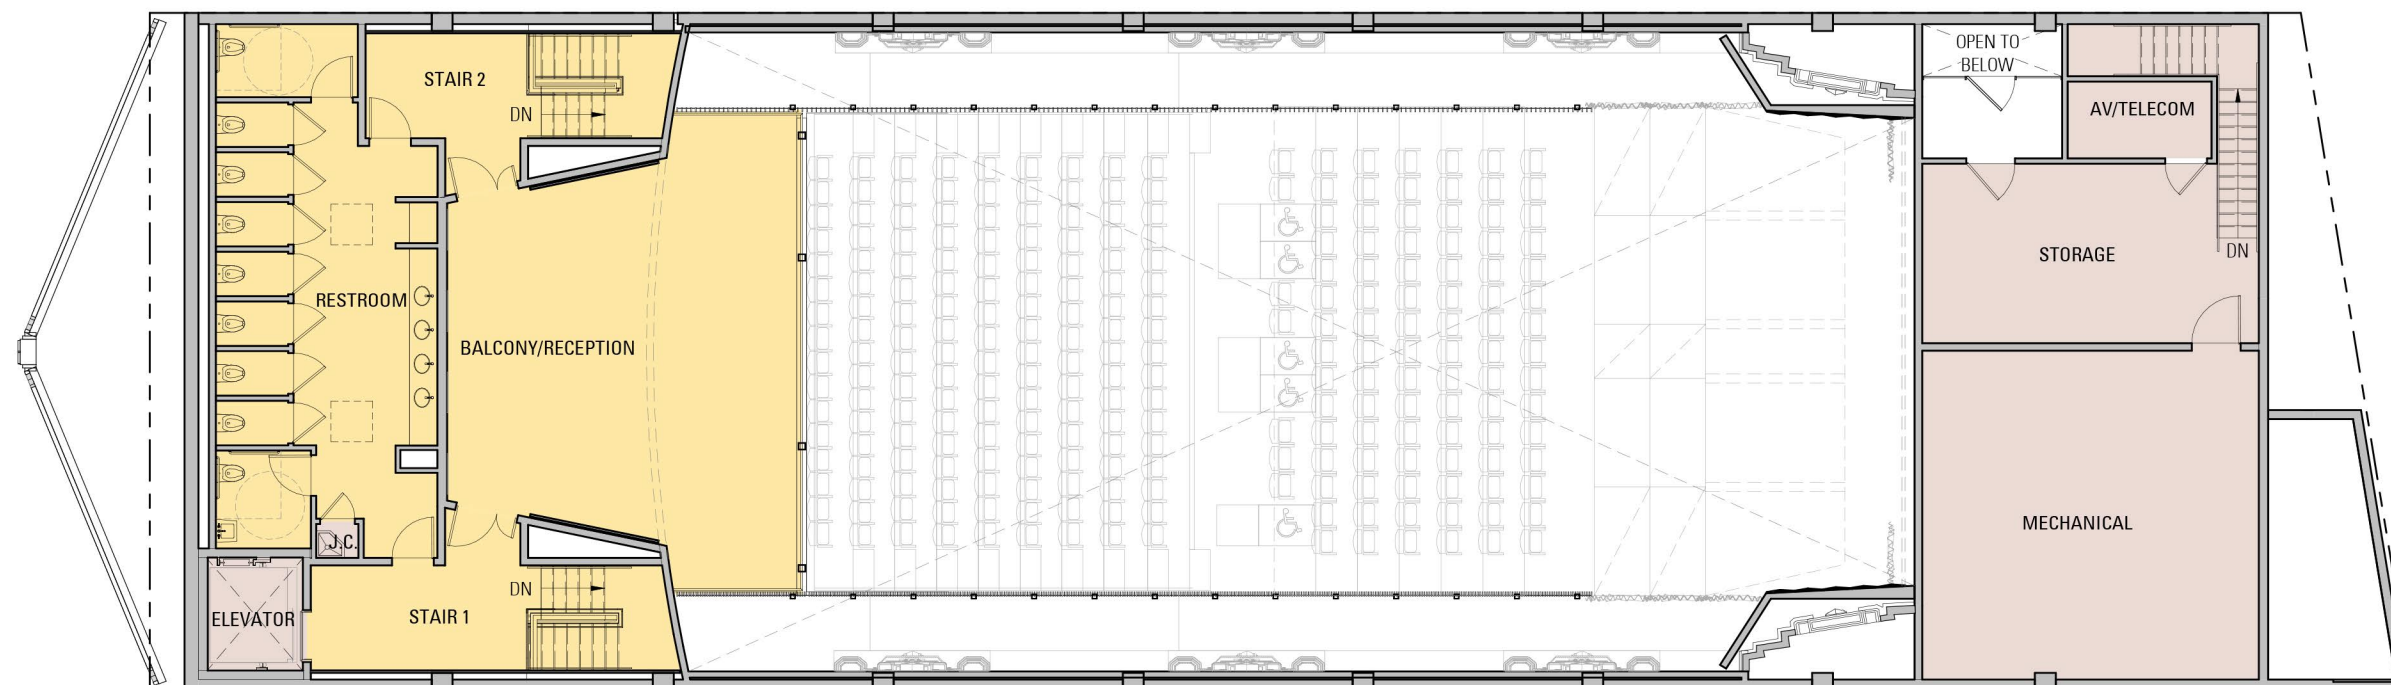 STAIR 2
DN
RESTROOM
BALCONY/RECEPTION
J.C.
ELEVATOR
STAIR 1
DN
OPEN TO
BELOW
AV/TELECOM
STORAGE
DN
MECHANICAL